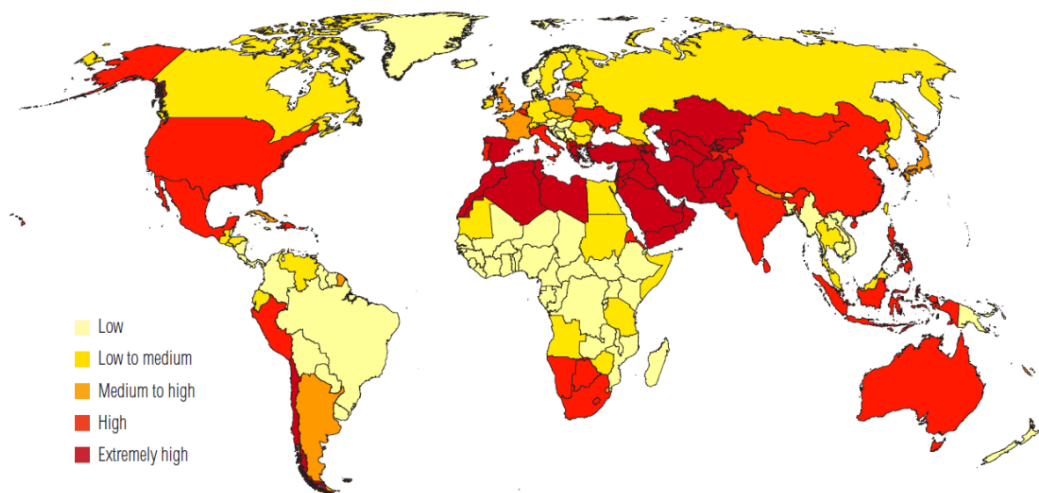 Low
Low to medium
Medium to high
High
Extremely high